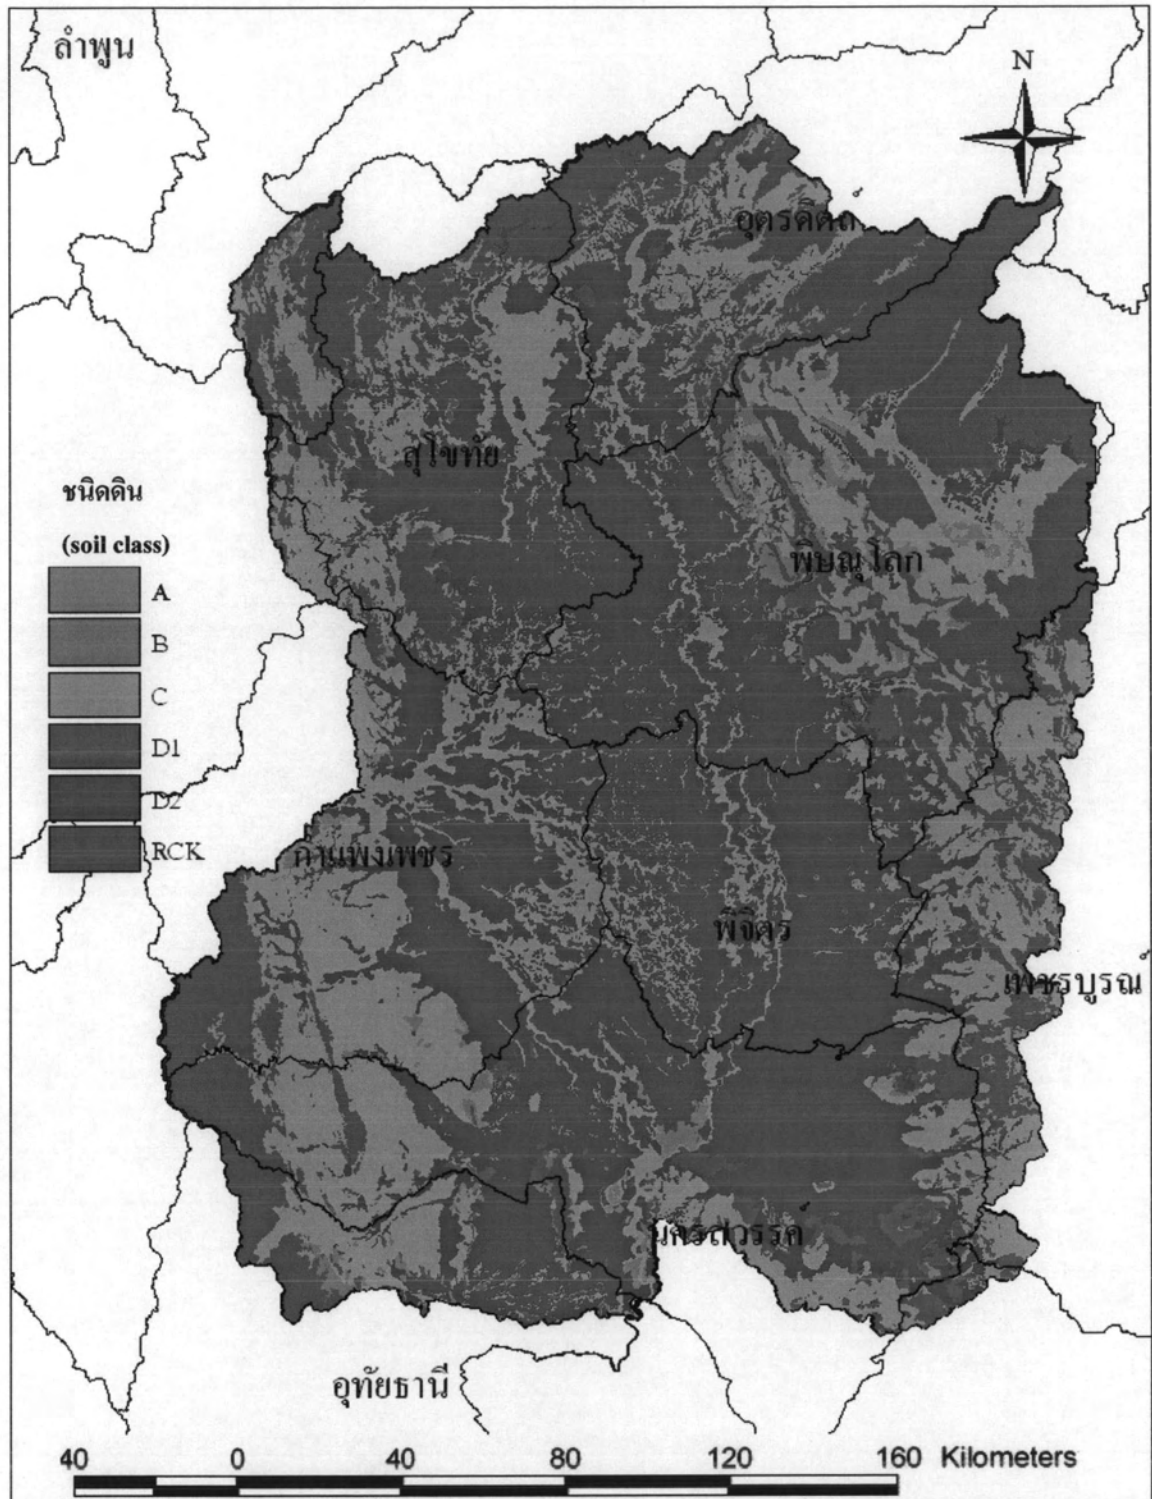 ลำพูน
N
อุตรดิตถ
สุโขทัย
ชนิดดิน
(soil class)
พิษณุโลก
A
B
C
D1
D2
RCK
กำแพงเพชร
พิจิตร
เพชรบูรณ
นครสวรรค
อุทัยธานี
40 0 40 80 120 160 Kilometers